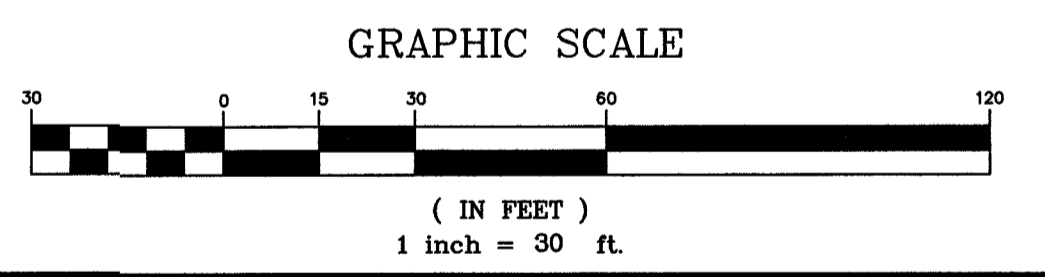 GRAPHIC SCALE
30 0 15 30 60 120
( IN FEET )
1 inch = 30 ft.